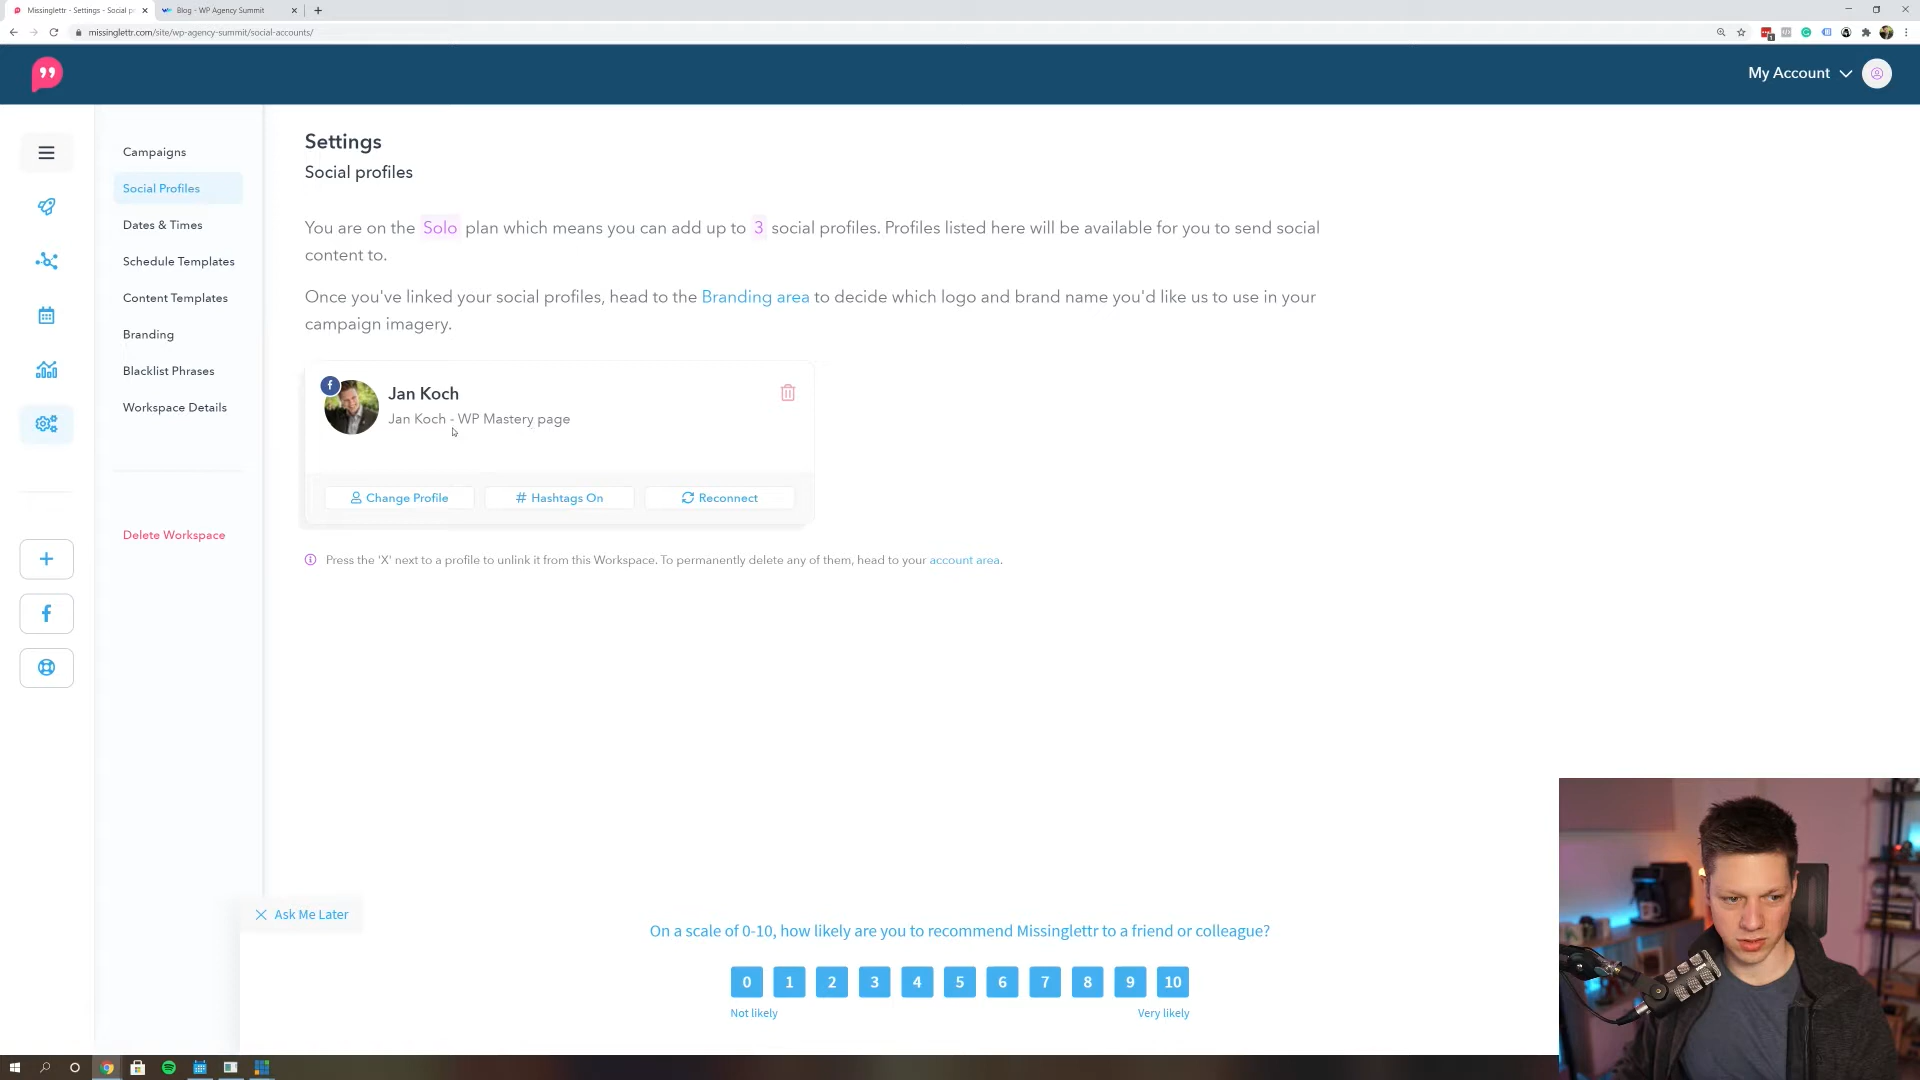 Missinglettr - Settings - Social pr
Blog - WP Agency Summit
missinglettr.com/site/wp-agency-summit/social-accounts/
My Account
Campaigns
Social Profiles
Dates & Times
Schedule Templates
Content Templates
Branding
Blacklist Phrases
Workspace Details
Delete Workspace
Settings
Social profiles
You are on the Solo plan which means you can add up to 3 social profiles. Profiles listed here will be available for you to send social
content to.
Once you've linked your social profiles, head to the Branding area to decide which logo and brand name you'd like us to use in your
campaign imagery.
Jan Koch
Jan Koch - WP Mastery page
Change Profile
# Hashtags On
Reconnect
Press the 'X' next to a profile to unlink it from this Workspace. To permanently delete any of them, head to your account area.
Ask Me Later
On a scale of 0-10, how likely are you to recommend Missinglettr to a friend or colleague?
0 1 2 3 4 5 6 7 8 9 10
Not likely
Very likely